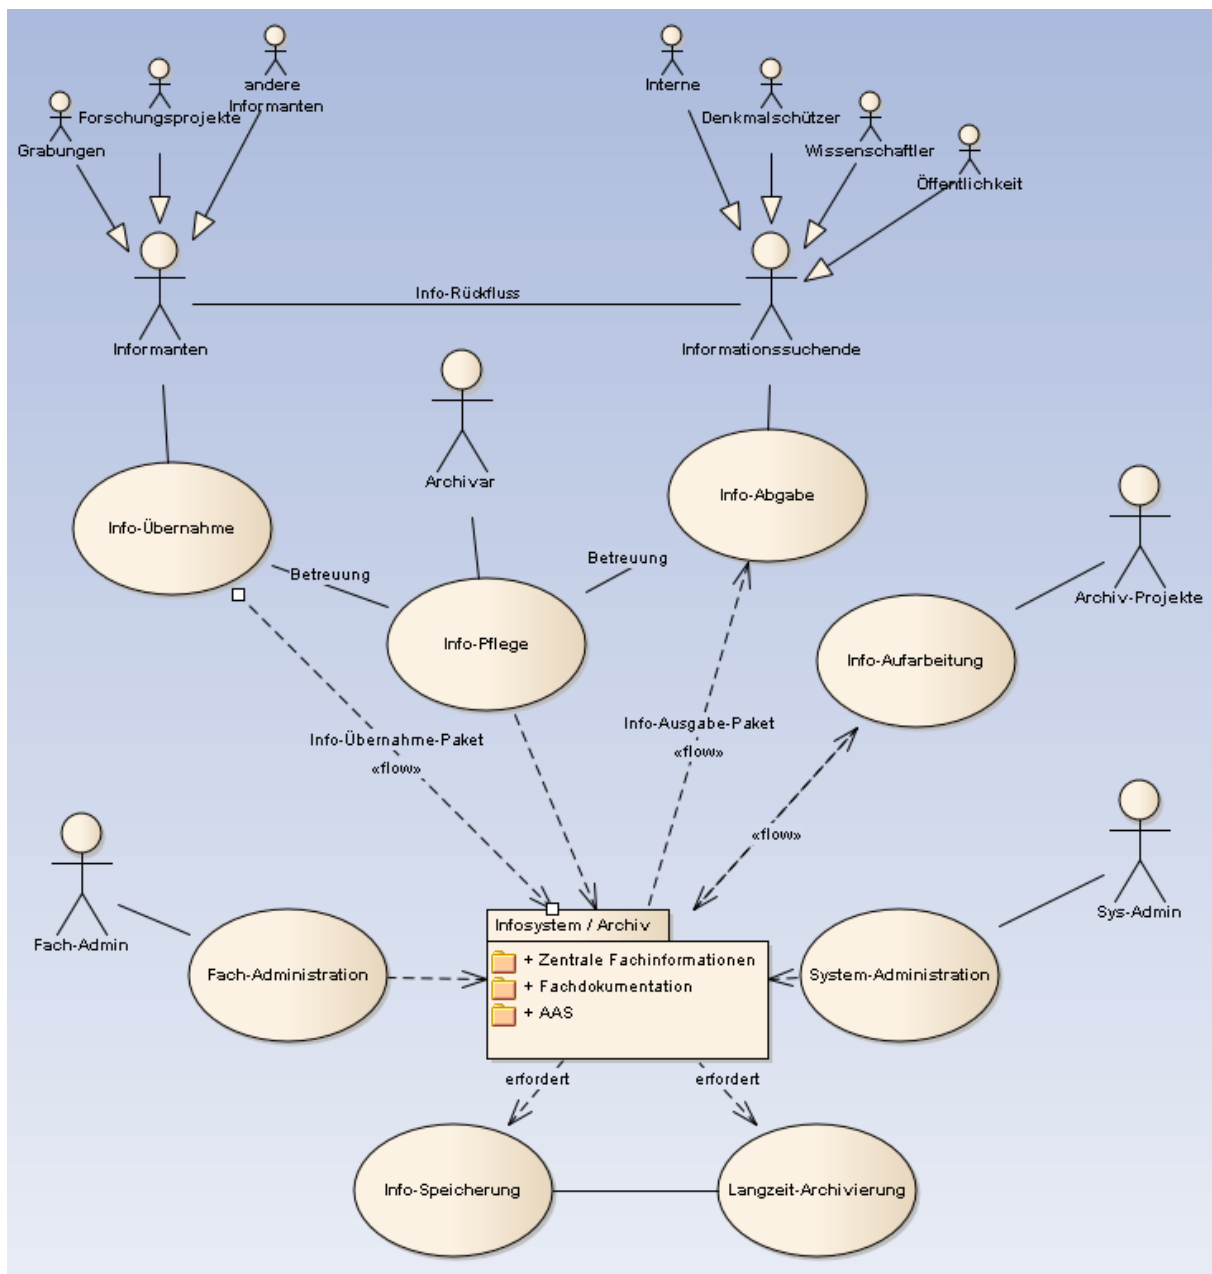 andere
Informanten
Forschungsprojekte
Grabungen
Interne
Denkmalschützer
Wissenschaftler
Öffentlichkeit
Info-Rückfluss
Informanten
Informationssuchende
Archivar
Info-Übernahme
Info-Abgabe
Betreuung
Betreuung
Archiv-Projekte
Info-Pflege
Info-Aufarbeitung
Info-Übernahme-Paket
«flow»
Info-Ausgabe-Paket
«flow»
«flow»
Fach-Admin
Sys-Admin
Infosystem / Archiv
+ Zentrale Fachinformationen
+ Fachdokumentation
+ AAS
Fach-Administration
System-Administration
erfordert
erfordert
Info-Speicherung
Langzeit-Archivierung